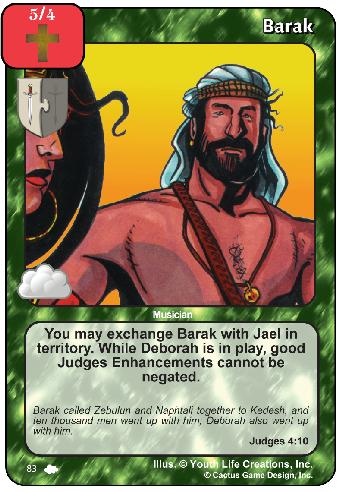 5/4
Barak
Musician
You may exchange Barak with Jael in
territory. While Deborah is in play, good
Judges Enhancements cannot be
negated.
Barak called Zebulun and Naphtali together to Kedesh, and
ten thousand men went up with him; Deborah also went up
with him.
Judges 4:10
83
Illus. © Youth Life Creations, Inc.
© Cactus Game Design, Inc.